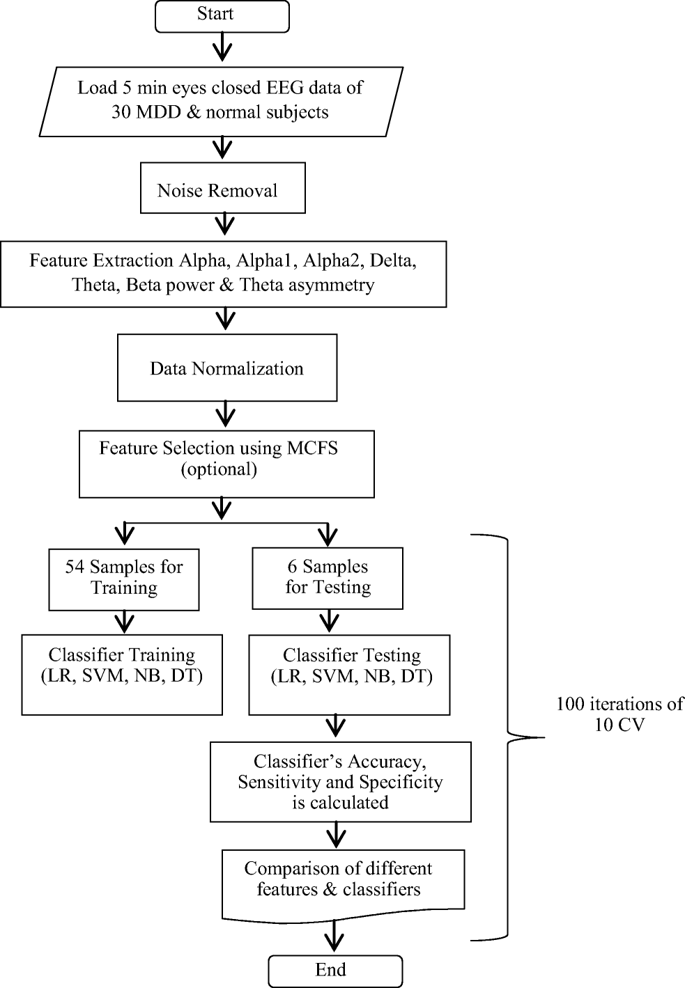 Start
Load 5 min eyes closed EEG data of
30 MDD & normal subjects
Noise Removal
Feature Extraction Alpha, Alpha1, Alpha2, Delta,
Theta, Beta power & Theta asymmetry
Data Normalization
Feature Selection using MCFS
(optional)
54 Samples for
Training
6 Samples
for Testing
Classifier Training
(LR, SVM, NB, DT)
Classifier Testing
(LR, SVM, NB, DT)
100 iterations of
10 CV
Classifier’s Accuracy,
Sensitivity and Specificity
is calculated
Comparison of different
features & classifiers
End